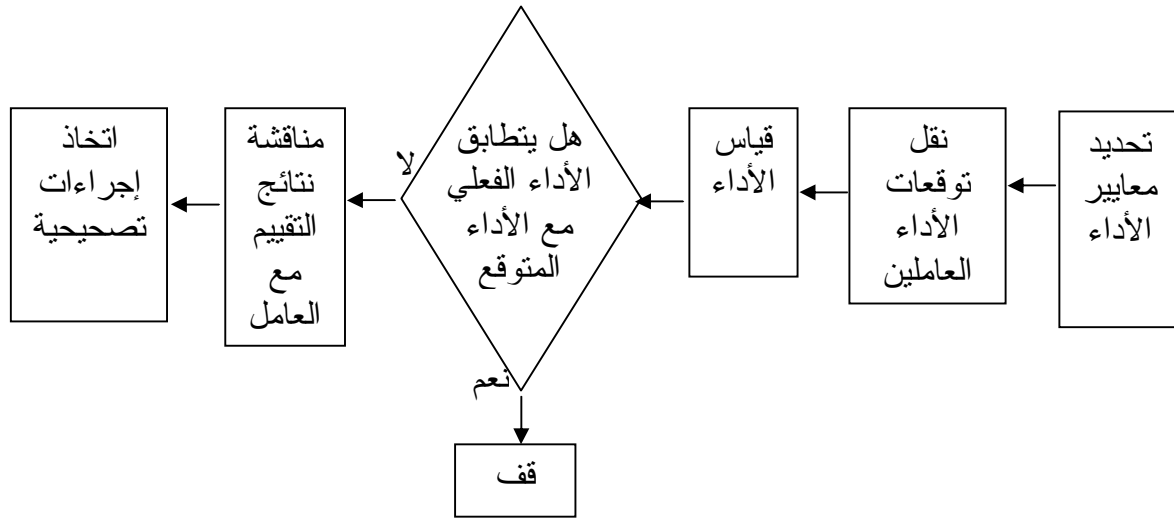 تحديد
معايير
الأداء
نقل
توقعات
الأداء
العاملين
قياس
الأداء
هل يتطابق
الأداء الفعلي
مع الأداء
المتوقع
لا
مناقشة
نتائج
التقييم
مع
العامل
اتخاذ
إجراءات
تصحيحية
نعم
قف